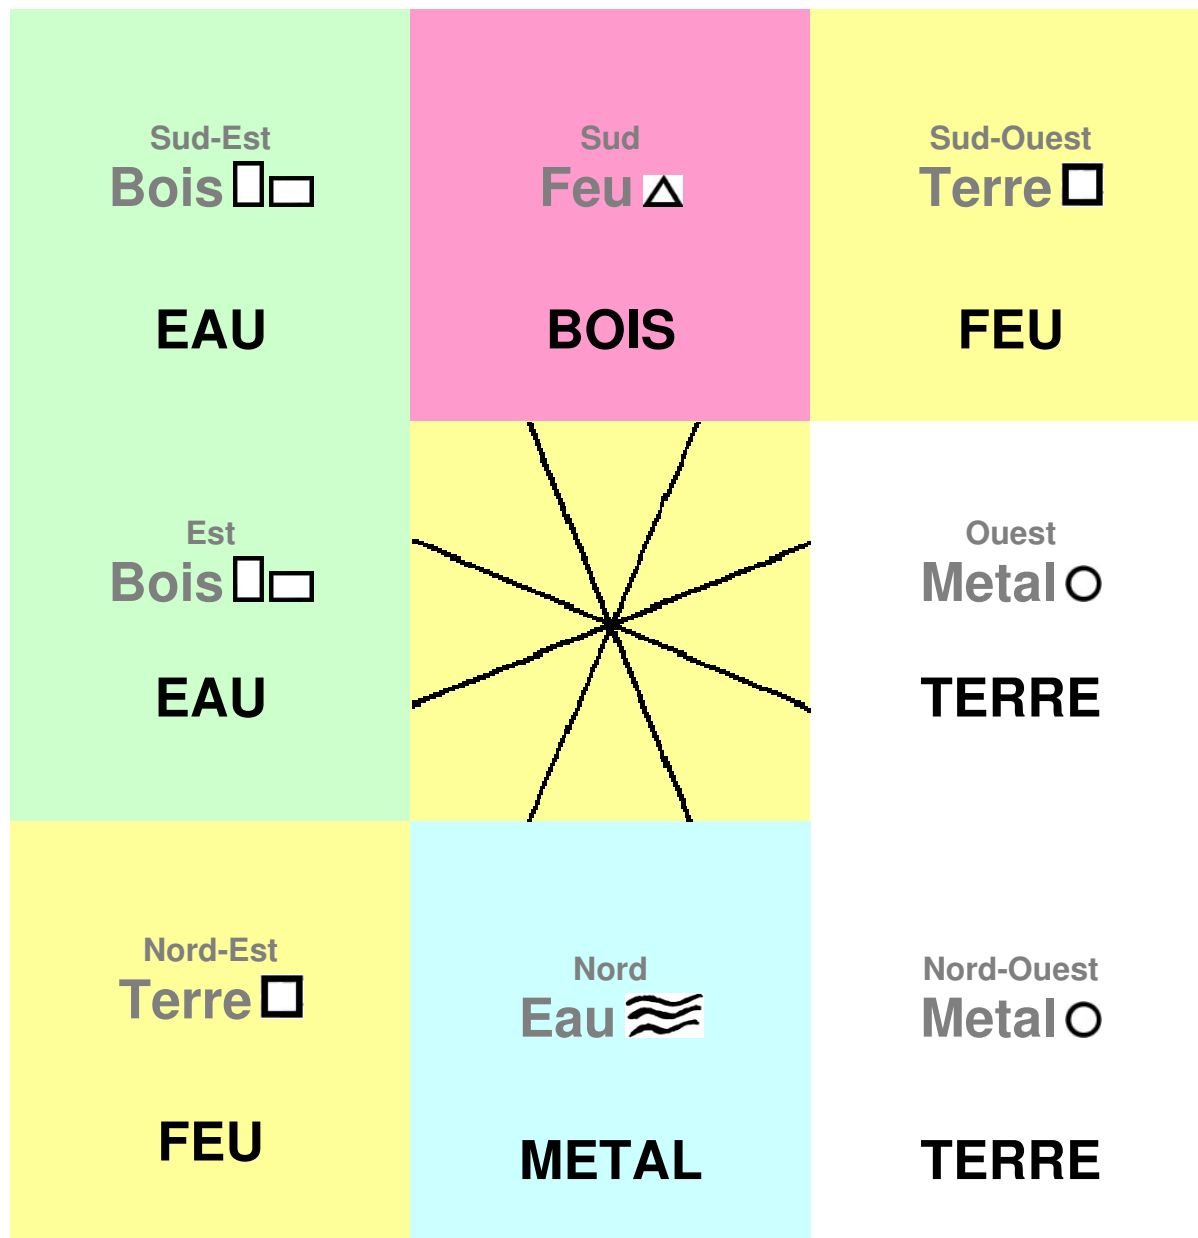 Sud-Est
Bois
EAU
Sud
Feu
BOIS
Sud-Ouest
Terre
FEU
Est
Bois
EAU
Ouest
Metal
TERRE
Nord-Est
Terre
FEU
Nord
Eau
METAL
Nord-Ouest
Metal
TERRE